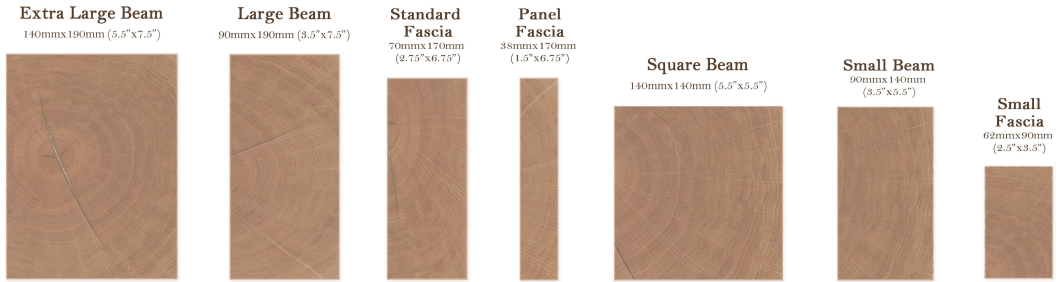 Extra Large Beam
140mmx190mm (5.5"x7.5")
Large Beam
90mmx190mm (3.5"x7.5")
Standard
Fascia
70mmx170mm
(2.75"x6.75")
Panel
Fascia
38mmx170mm
(1.5"x6.75")
Square Beam
140mmx140mm (5.5"x5.5")
Small Beam
90mmx140mm
(3.5"x5.5")
Small
Fascia
62mmx90mm
(2.5"x3.5")